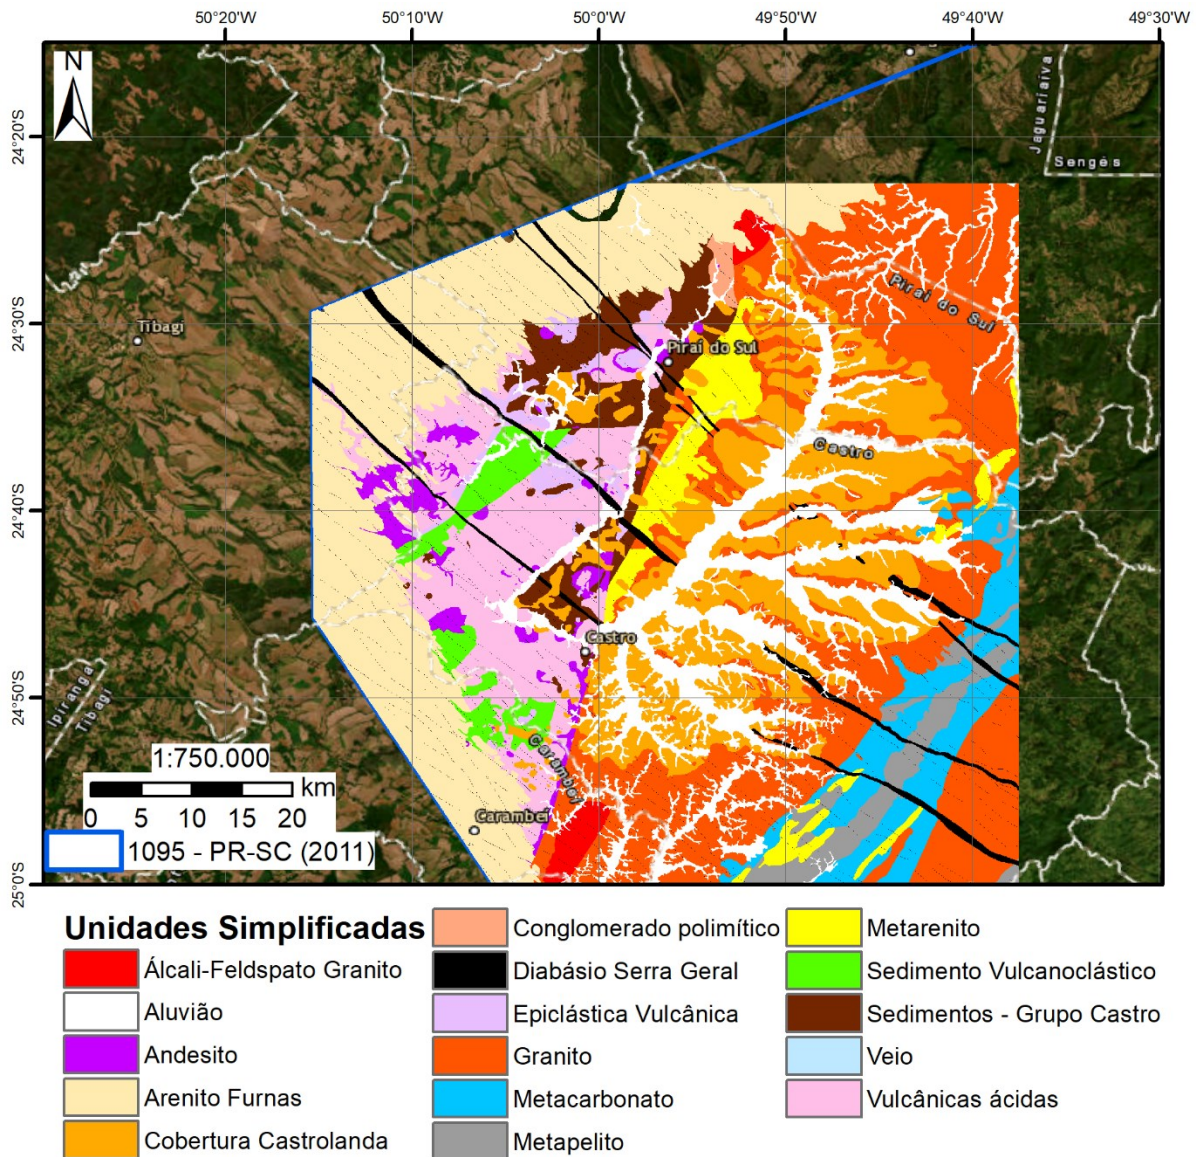 50°20'W 50°10'W 50°0'W 49°50'W 49°40'W 49°30'W
N
24°20'S
24°30'S
24°40'S
24°50'S
25°0'S
Jaguariaíva
Sengés
Piraí do Sul
Tibagi
Piraí do Sul
Castro
Castro
Ipiranga
Tibagi
Carambeí
Carambeí
1:750.000
km
0 5 10 15 20
1095 - PR-SC (2011)
Unidades Simplificadas
Álcali-Feldspato Granito
Aluvião
Andesito
Arenito Furnas
Cobertura Castrolanda
Conglomerado polimítico
Diabásio Serra Geral
Epiclástica Vulcânica
Granito
Metacarbonato
Metapelito
Metarenito
Sedimento Vulcanoclástico
Sedimentos - Grupo Castro
Veio
Vulcânicas ácidas